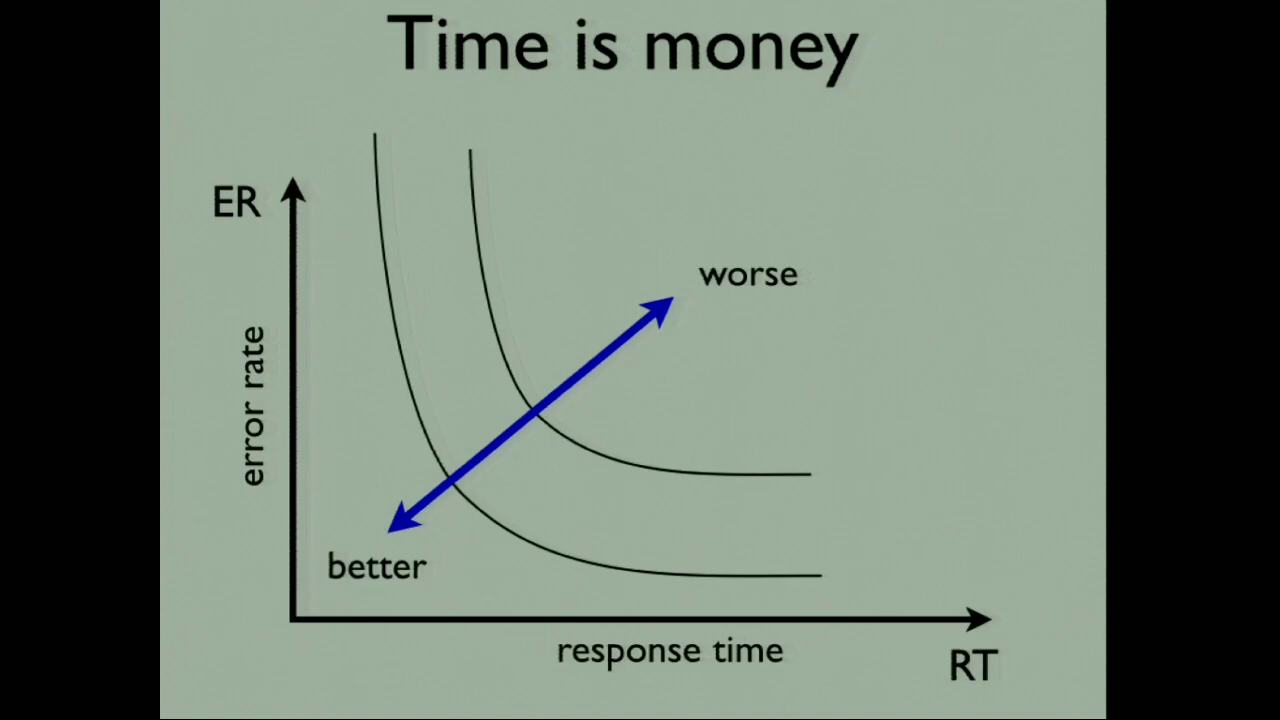 Time is money
ER
worse
error rate
better
response time
RT